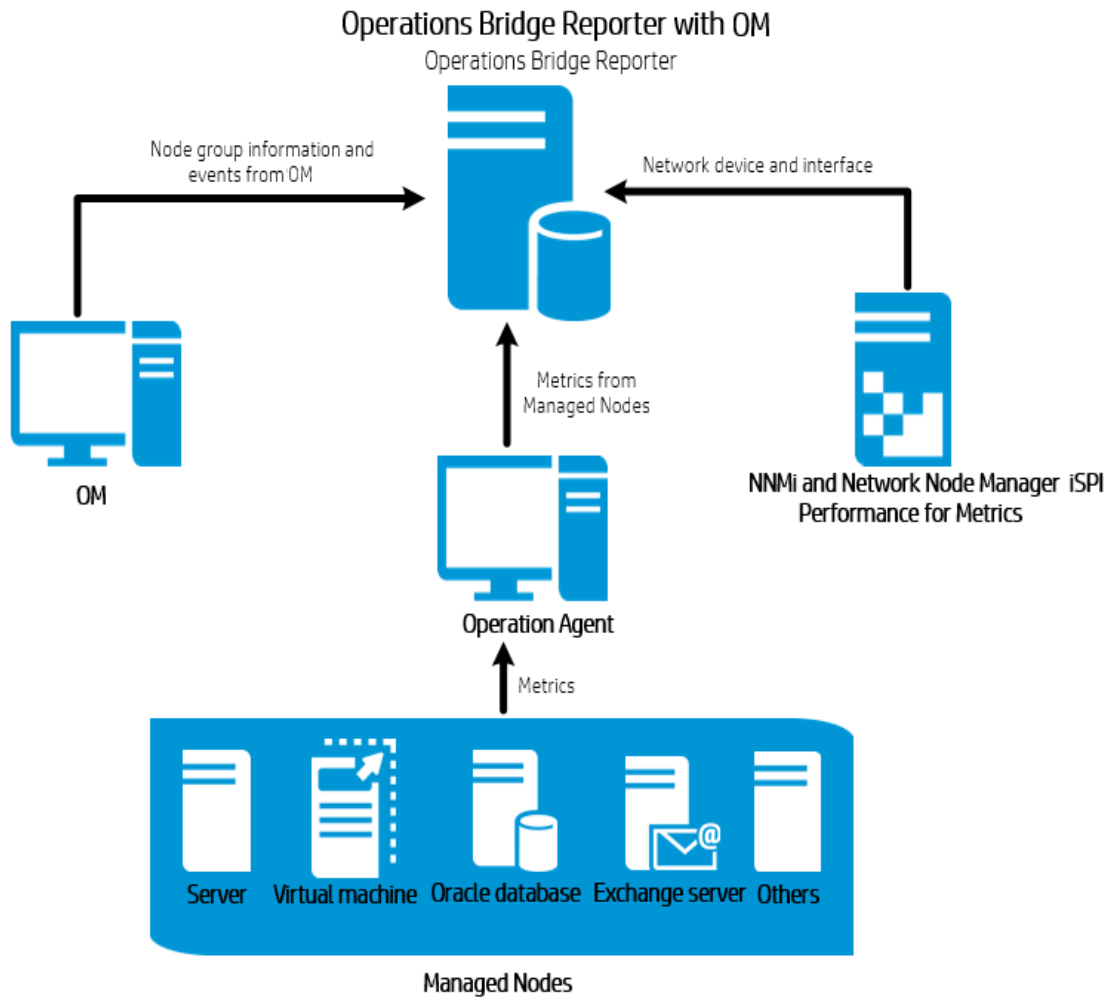 Operations Bridge Reporter with OM
Operations Bridge Reporter
Node group information and
events from OM
Network device and interface
Metrics from
Managed Nodes
OM
NNMi and Network Node Manager iSPI
Performance for Metrics
Operation Agent
Metrics
@
Server
Virtual machine
Oracle database
Exchange server
Others
Managed Nodes